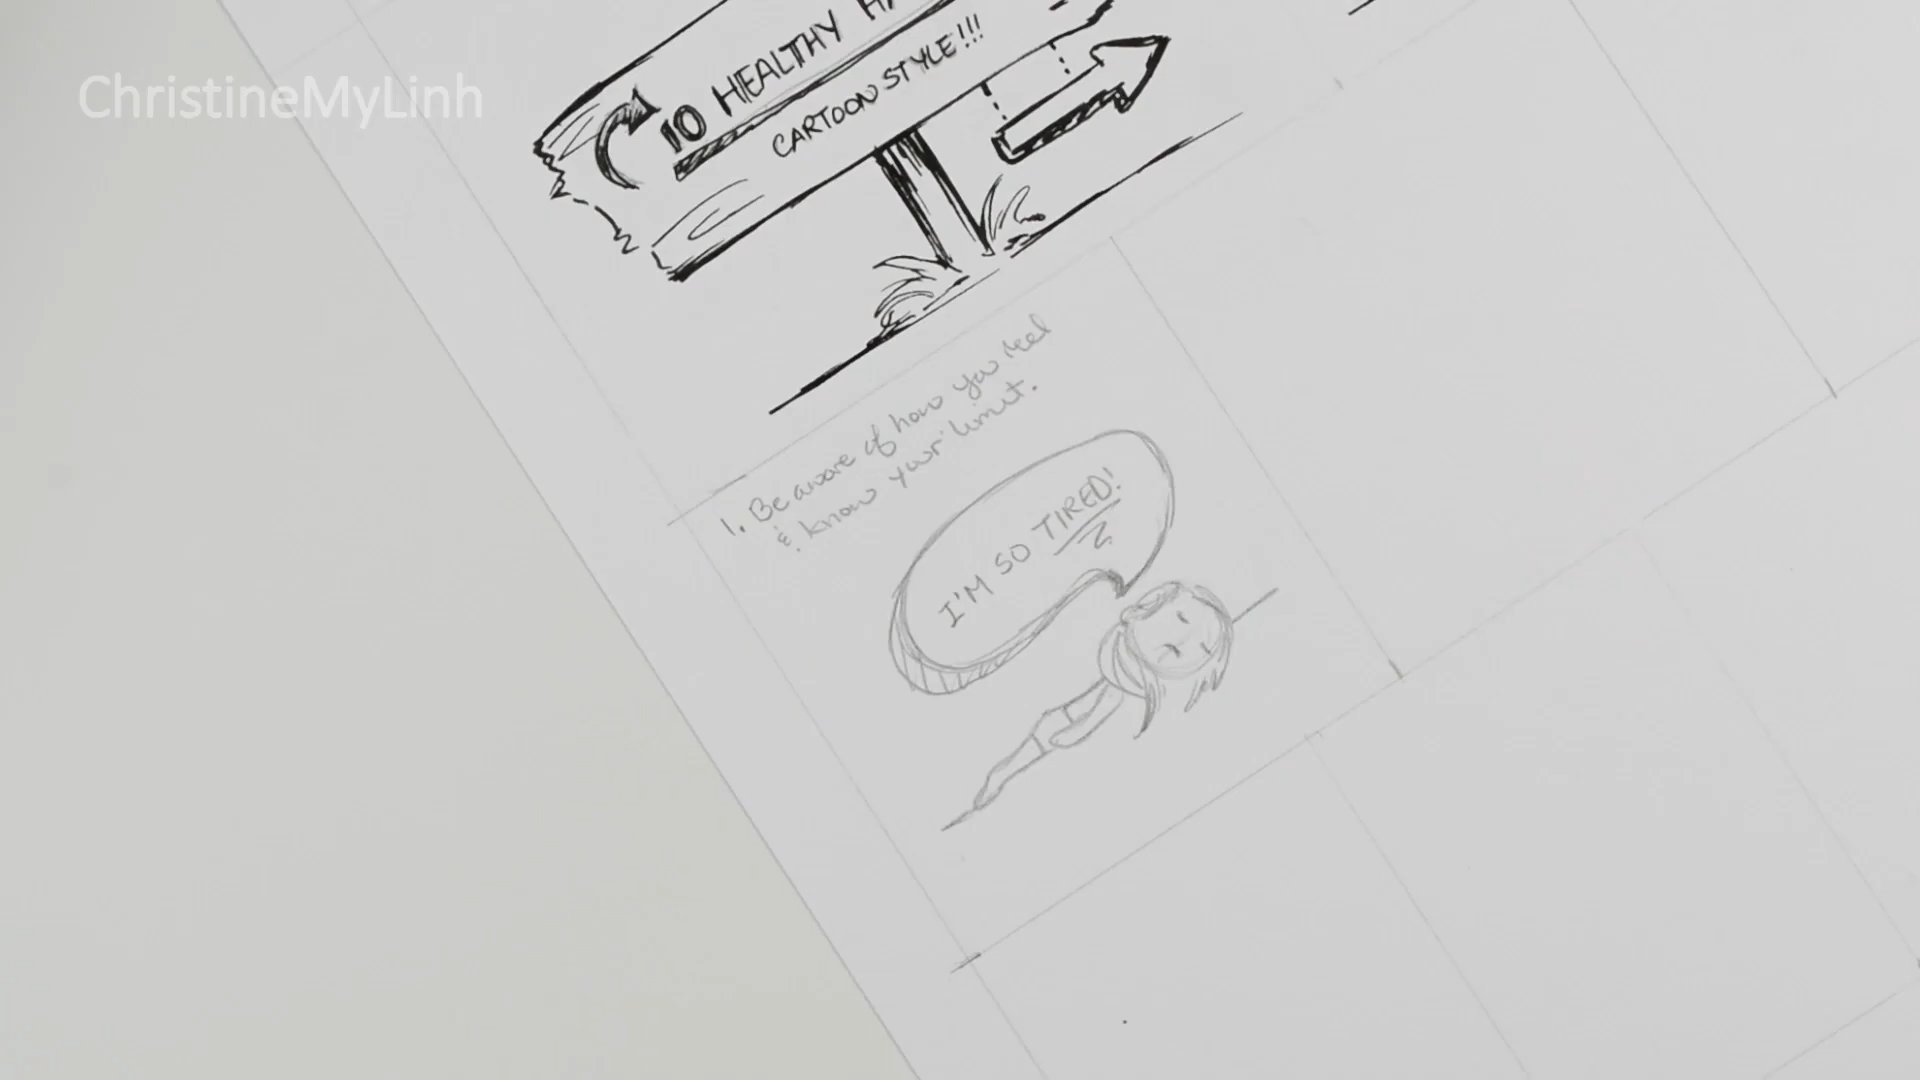 ChristineMyLinh
10 HEALTHY
CARTOON STYLE!!!
1. Be aware of how you feel
& know your limit.
I'M SO TIRED!